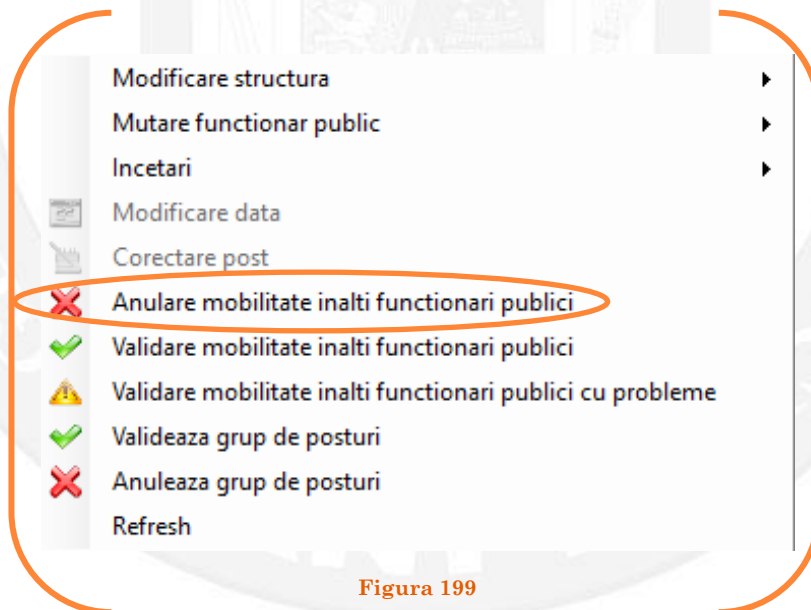 Modificare structura
Mutare functionar public
Incetari
Modificare data
Corectare post
Anulare mobilitate inalti functionari publici
Validare mobilitate inalti functionari publici
Validare mobilitate inalti functionari publici cu probleme
Valideaza grup de posturi
Anuleaza grup de posturi
Refresh
Figura 199